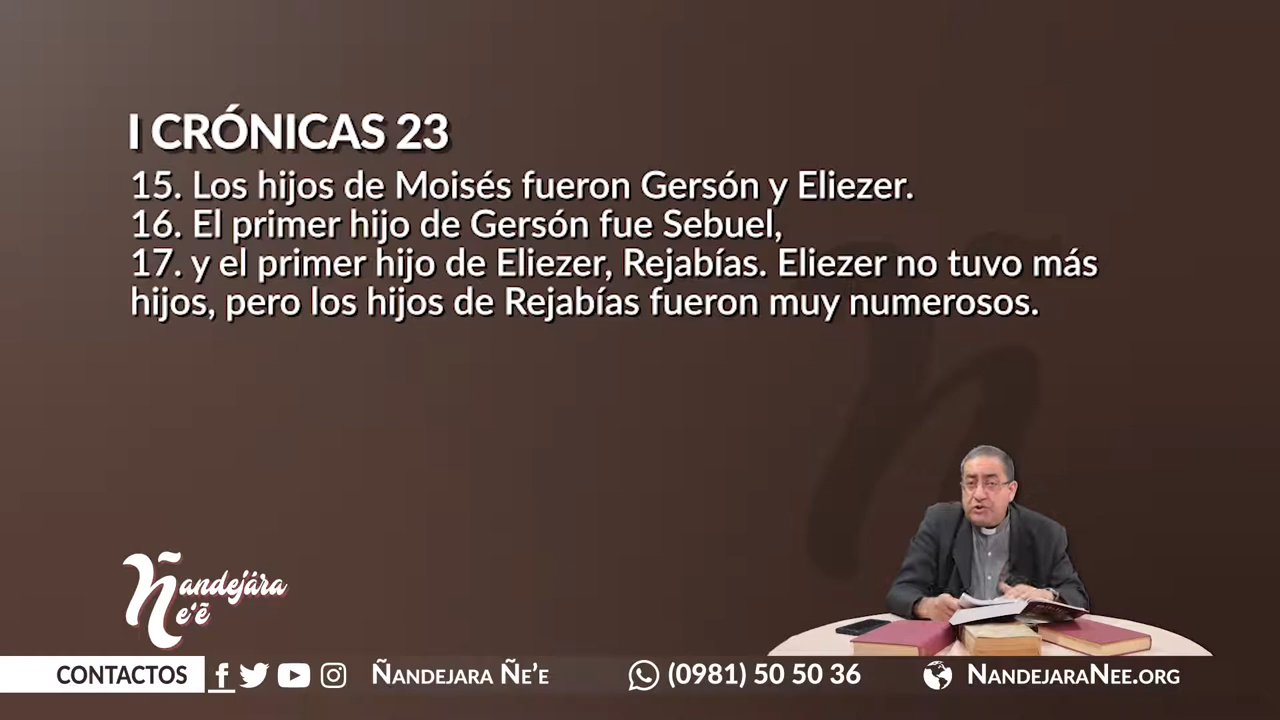 I CRÓNICAS 23
15. Los hijos de Moisés fueron Gersón y Eliezer.
16. El primer hijo de Gersón fue Sebuel,
17. y el primer hijo de Eliezer, Rejabías. Eliezer no tuvo más
hijos, pero los hijos de Rejabías fueron muy numerosos.
Ñandejára
Ñe'ẽ
CONTACTOS
Ñandejara Ñe'e
(0981) 50 50 36
NandejaraNee.org